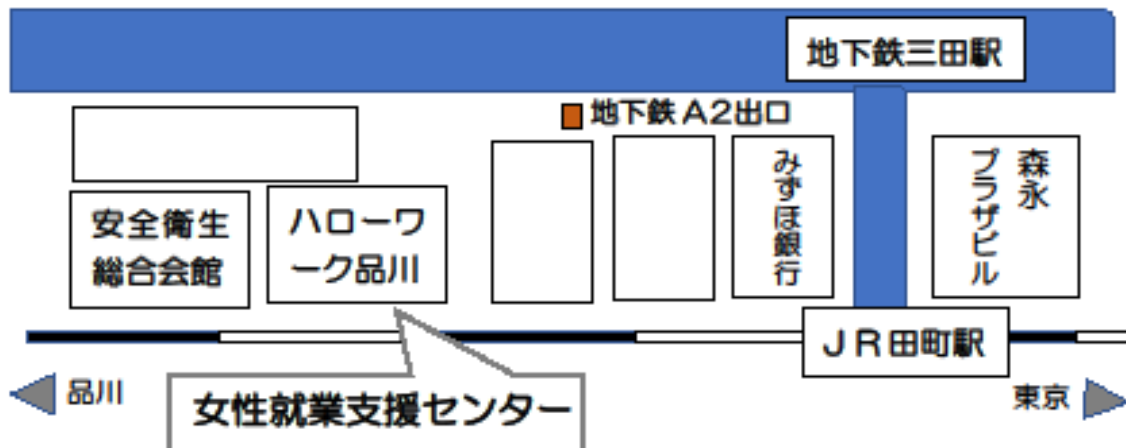 地下鉄三田駅
地下鉄A2出口
みずほ銀行
森永
プラザビル
安全衛生
総合会館
ハローワ
ーク品川
JR田町駅
品川
東京
女性就業支援センター